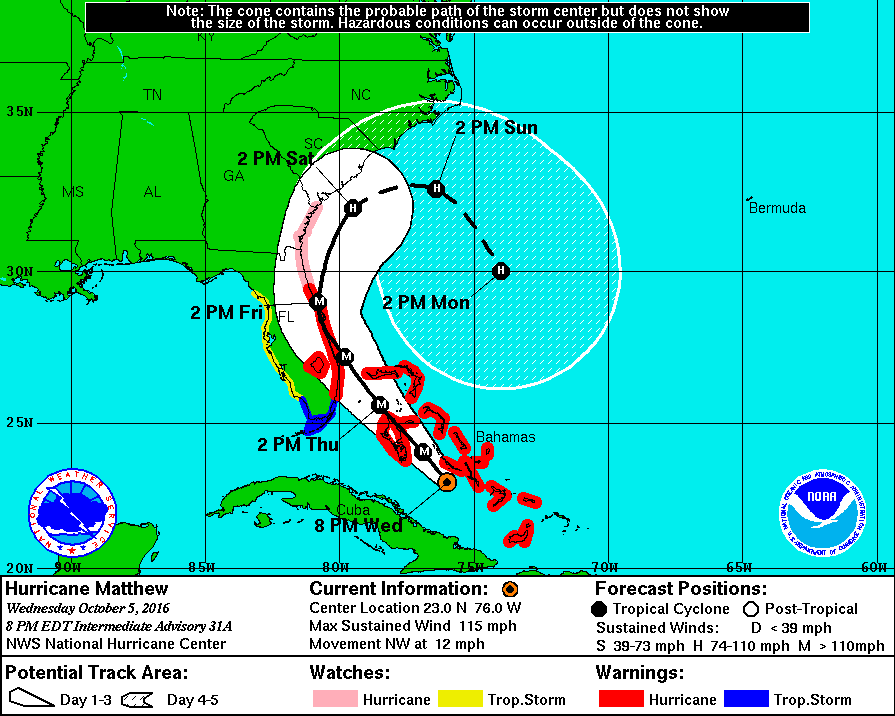 Note: The cone contains the probable path of the storm center but does not show
the size of the storm. Hazardous conditions can occur outside of the cone.
KY
TN
NC
35N
2 PM Sun
SC
2 PM Sat
GA
MS
AL
H
H
Bermuda
30N
H
2 PM Mon
M
2 PM Fri
FL
M
M
25N
2 PM Thu
Bahamas
M
Cuba
8 PM Wed
NATIONAL WEATHER SERVICE
NOAA
20N
90W
85W
80W
75W
70W
65W
60W
Hurricane Matthew
Wednesday October 5, 2016
8 PM EDT Intermediate Advisory 31A
NWS National Hurricane Center
Current Information:
Center Location 23.0 N 76.0 W
Max Sustained Wind 115 mph
Movement NW at 12 mph
Forecast Positions:
Tropical Cyclone Post-Tropical
Sustained Winds: D < 39 mph
S 39-73 mph H 74-110 mph M > 110mph
Potential Track Area:
Day 1-3 Day 4-5
Watches:
Hurricane Trop.Storm
Warnings:
Hurricane Trop.Storm